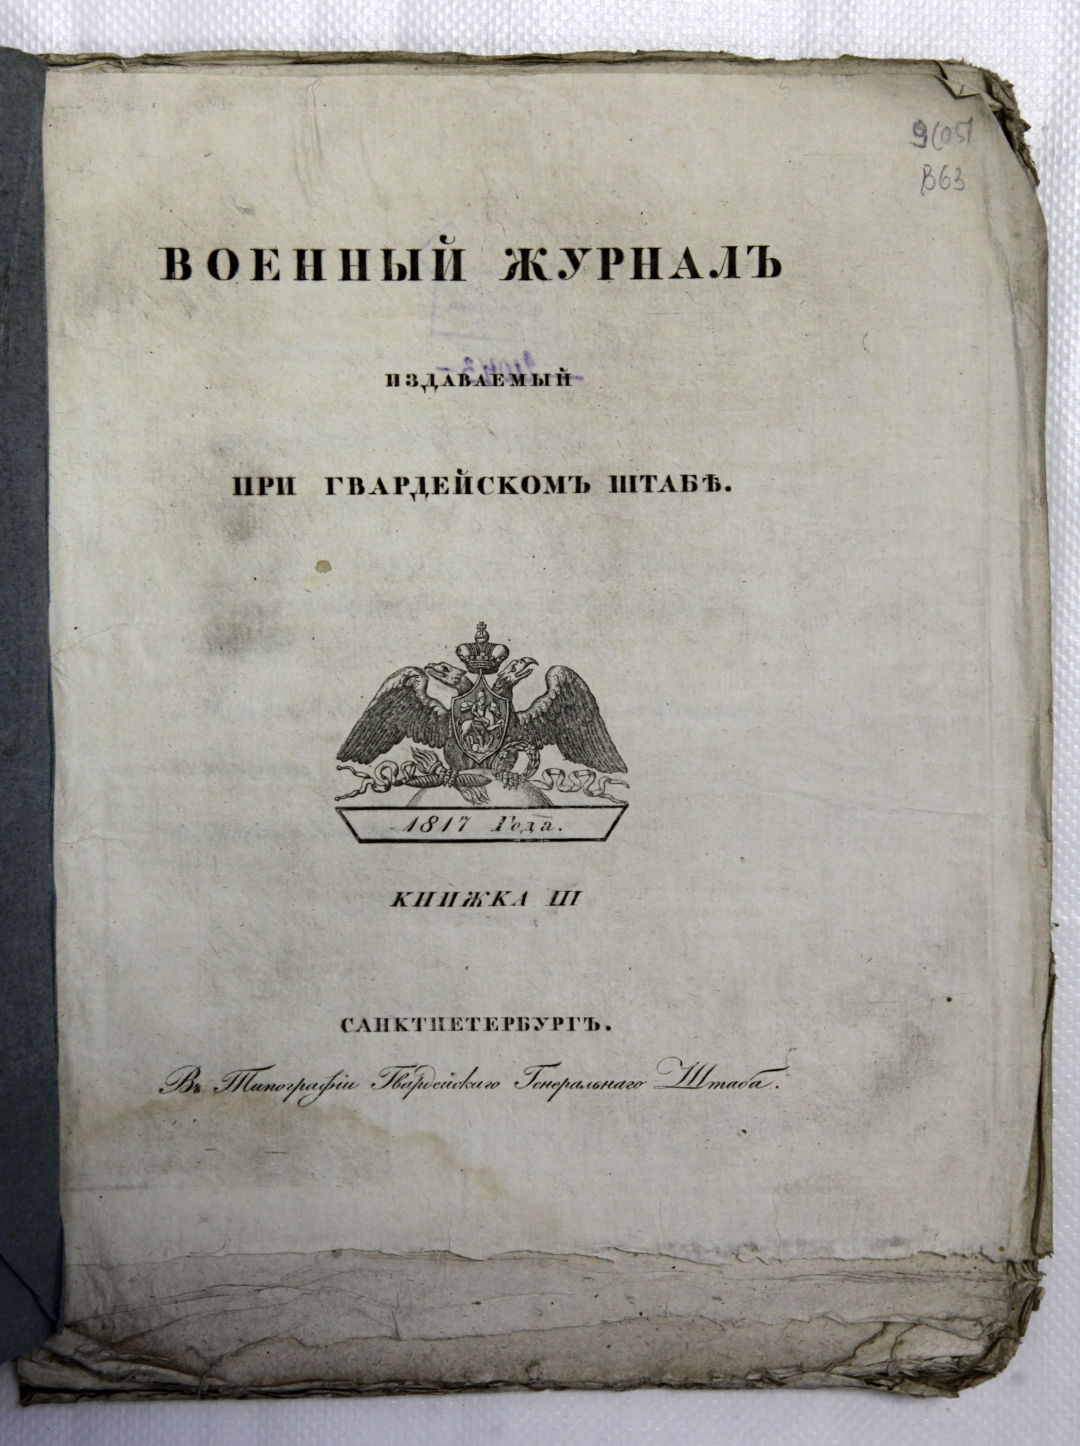 9(05)
В63
ВОЕННЫЙ ЖУРНАЛЪ
ИЗДАВАЕМЫЙ
ПРИ ГВАРДЕЙСКОМЪ ШТАБѢ.
1817 Года.
КНИЖКА III
САНКТПЕТЕРБУРГЪ.
Въ Типографіи Гвардейскаго Генеральнаго Штаба.